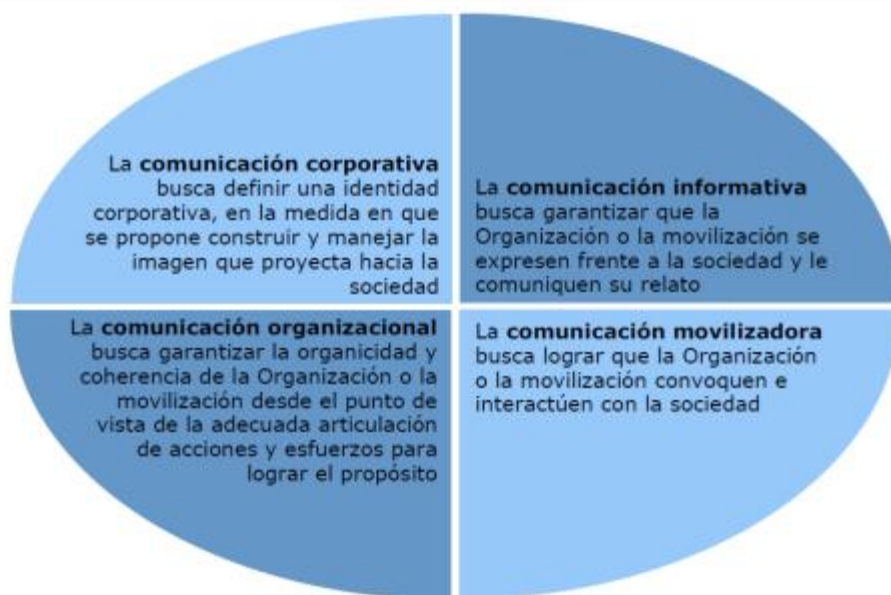 La comunicación corporativa
busca definir una identidad
corporativa, en la medida en que
se propone construir y manejar la
imagen que proyecta hacia la
sociedad
La comunicación informativa
busca garantizar que la
Organización o la movilización se
expresen frente a la sociedad y le
comuniquen su relato
La comunicación organizacional
busca garantizar la organicidad y
coherencia de la Organización o la
movilización desde el punto de
vista de la adecuada articulación
de acciones y esfuerzos para
lograr el propósito
La comunicación movilizadora
busca lograr que la Organización
o la movilización convoquen e
interactúen con la sociedad